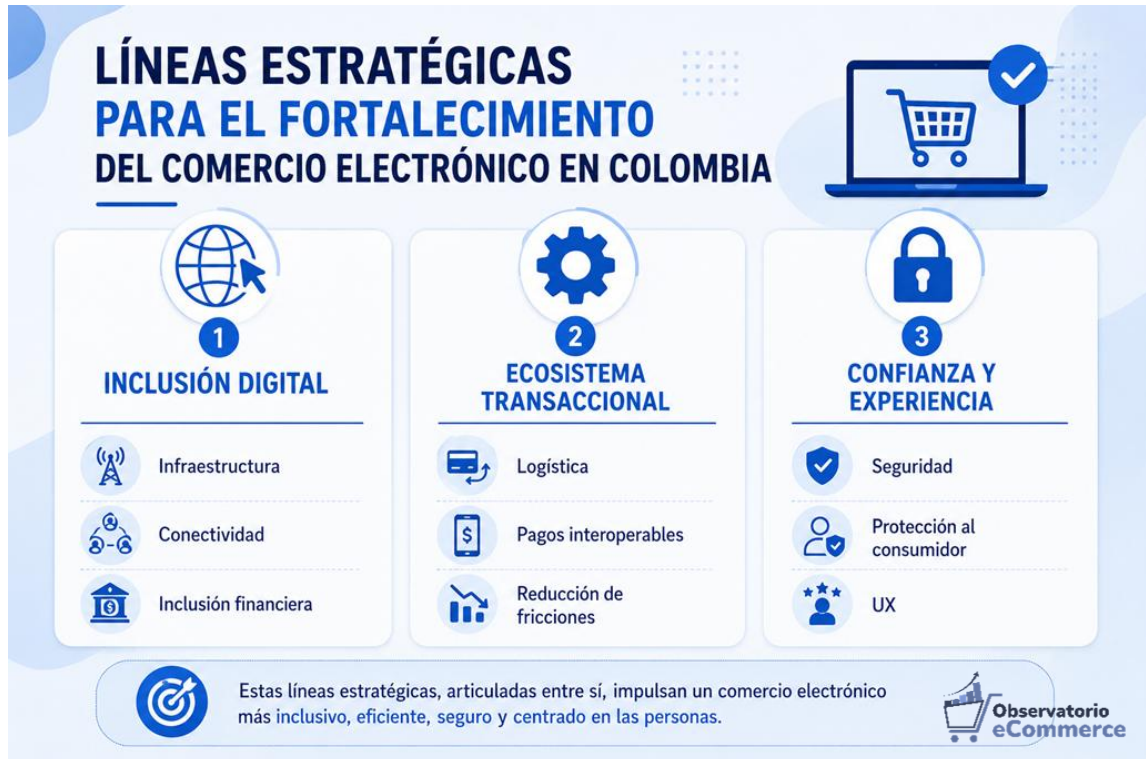 LÍNEAS ESTRATÉGICAS
PARA EL FORTALECIMIENTO
DEL COMERCIO ELECTRÓNICO EN COLOMBIA
1
INCLUSIÓN DIGITAL
Infraestructura
Conectividad
$
Inclusión financiera
2
ECOSISTEMA
TRANSACCIONAL
Logística
$
Pagos interoperables
Reducción de
fricciones
3
CONFIANZA Y
EXPERIENCIA
Seguridad
Protección al
consumidor
UX
Estas líneas estratégicas, articuladas entre sí, impulsan un comercio electrónico
más inclusivo, eficiente, seguro y centrado en las personas.
Observatorio
eCommerce